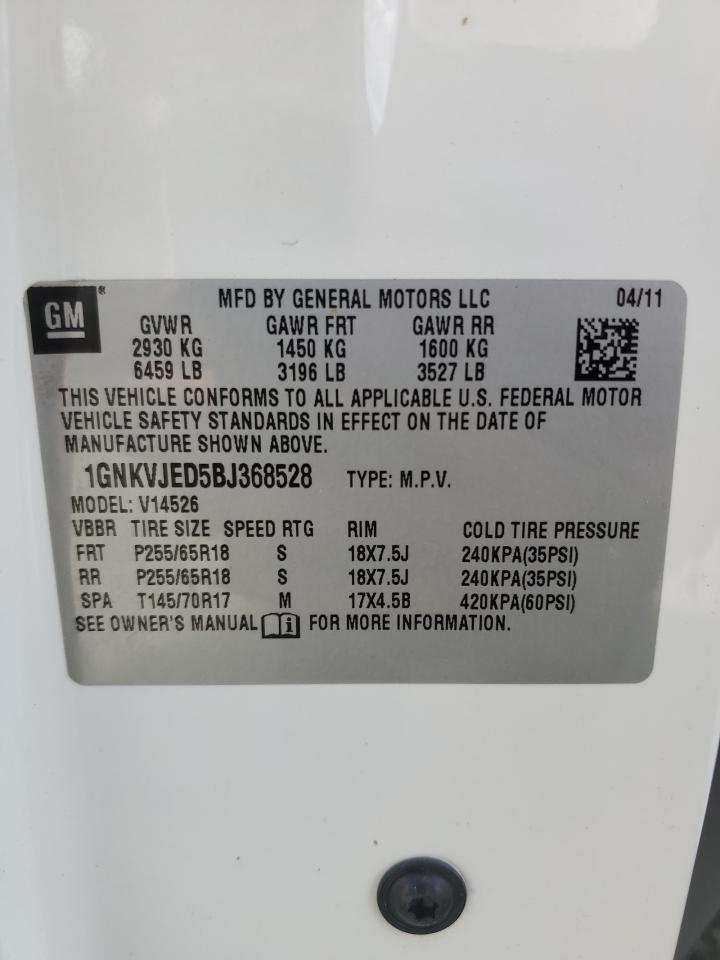 GM® MFD BY GENERAL MOTORS LLC 04/11
GVWR GAWR FRT GAWR RR
2930 KG 1450 KG 1600 KG
6459 LB 3196 LB 3527 LB
THIS VEHICLE CONFORMS TO ALL APPLICABLE U.S. FEDERAL MOTOR
VEHICLE SAFETY STANDARDS IN EFFECT ON THE DATE OF
MANUFACTURE SHOWN ABOVE.
1GNKVJED5BJ368528 TYPE: M.P.V.
MODEL: V14526
VBBR TIRE SIZE SPEED RTG RIM COLD TIRE PRESSURE
FRT P255/65R18 S 18X7.5J 240KPA(35PSI)
RR P255/65R18 S 18X7.5J 240KPA(35PSI)
SPA T145/70R17 M 17X4.5B 420KPA(60PSI)
SEE OWNER'S MANUAL i FOR MORE INFORMATION.